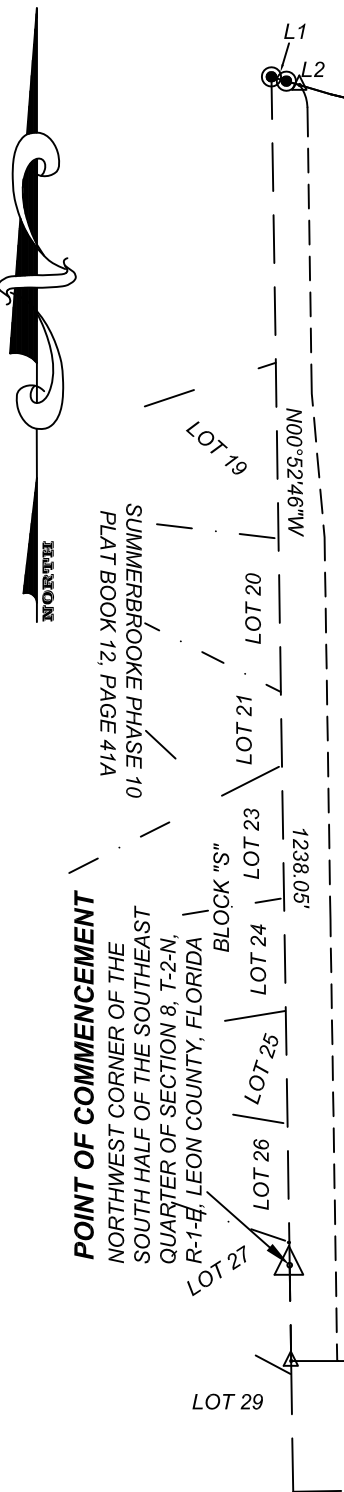 L1
L2
NORTH
LOT 19
N00°52'46"W
SUMMERBROOKE PHASE 10
PLAT BOOK 12, PAGE 41A
LOT 20
LOT 21
LOT 23
1238.05'
BLOCK "S"
LOT 24
LOT 25
LOT 26
POINT OF COMMENCEMENT
NORTHWEST CORNER OF THE
SOUTH HALF OF THE SOUTHEAST
QUARTER OF SECTION 8, T-2-N,
R-1-E, LEON COUNTY, FLORIDA
LOT 27
LOT 29